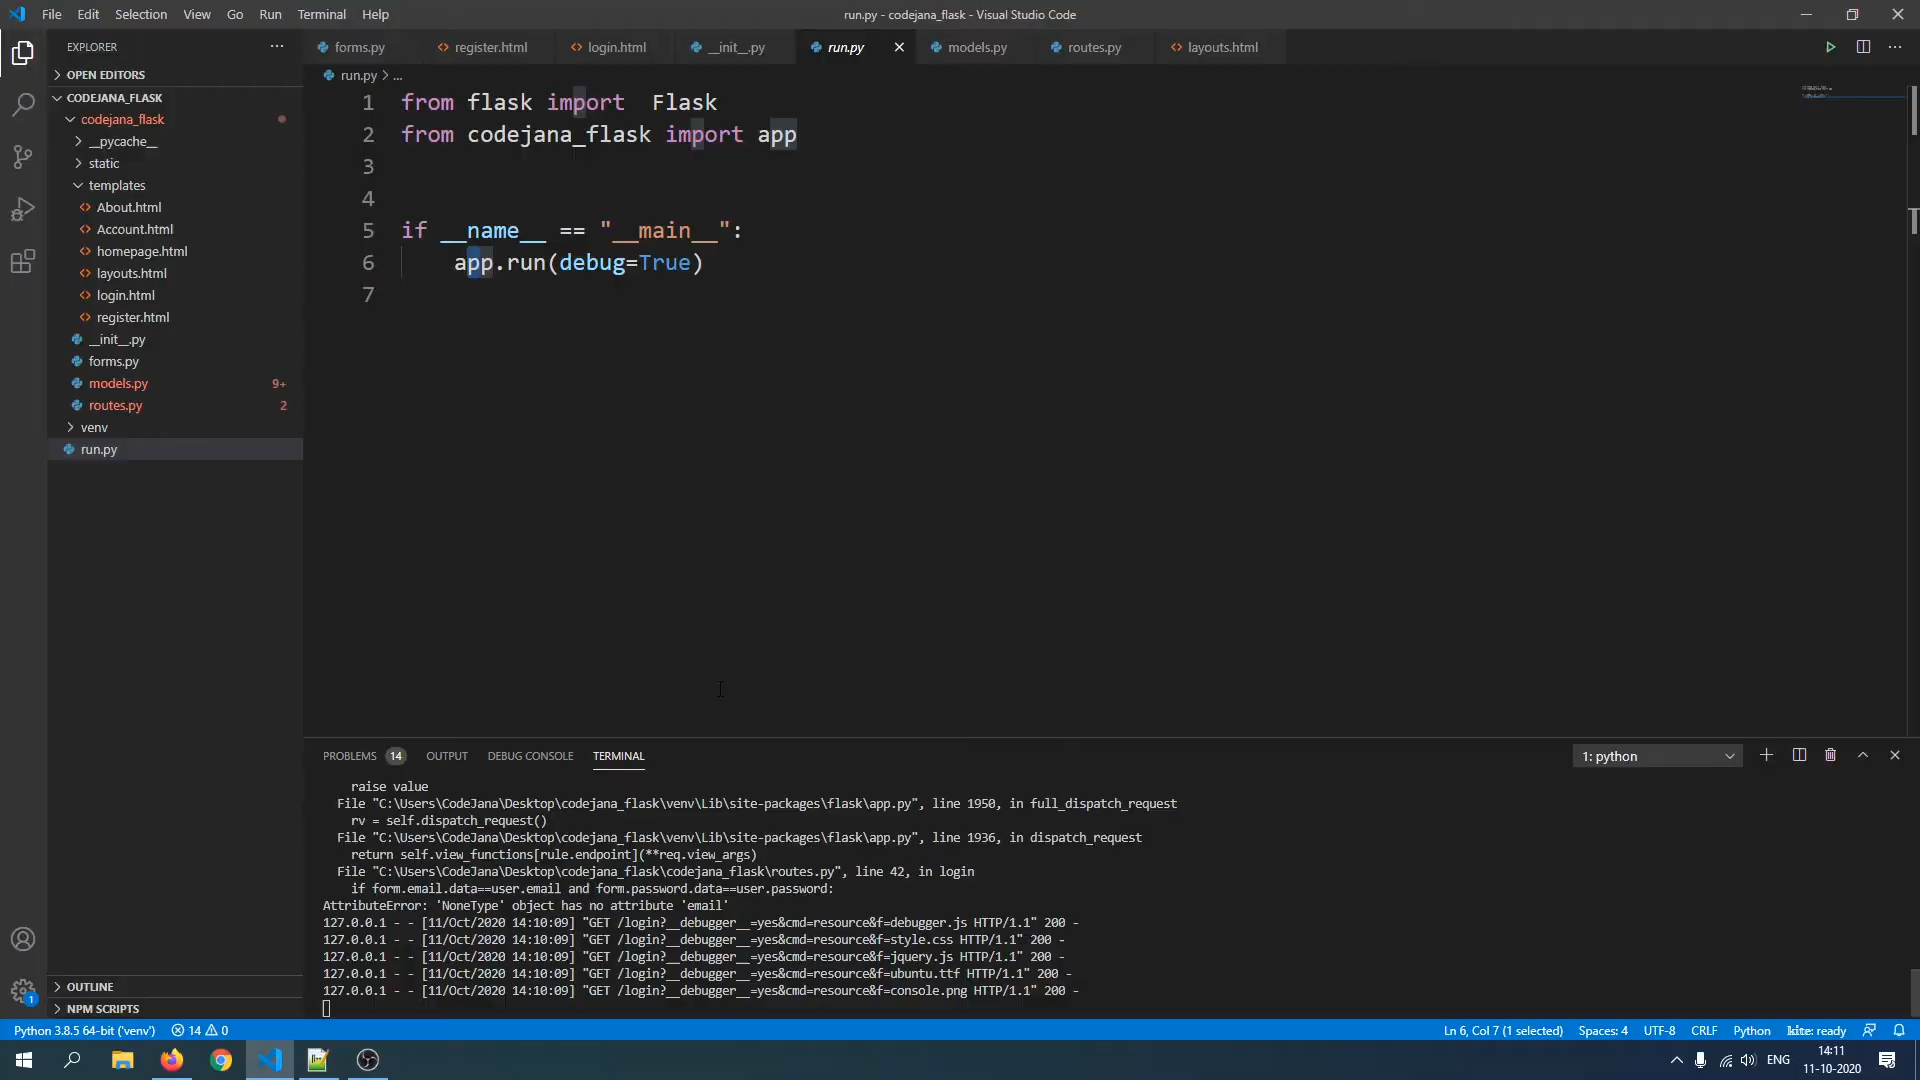 File Edit Selection View Go Run Terminal Help
run.py - codejana_flask - Visual Studio Code
EXPLORER
OPEN EDITORS
CODEJANA_FLASK
codejana_flask
__pycache__
static
templates
About.html
Account.html
homepage.html
layouts.html
login.html
register.html
__init__.py
forms.py
models.py 9+
routes.py 2
venv
run.py
OUTLINE
NPM SCRIPTS
forms.py register.html login.html __init__.py run.py models.py routes.py layouts.html
run.py > ...
1 from flask import  Flask
2 from codejana_flask import app
3
4
5 if __name__ == "__main__":
6     app.run(debug=True)
7
PROBLEMS 14 OUTPUT DEBUG CONSOLE TERMINAL
1: python
raise value
File "C:\Users\CodeJana\Desktop\codejana_flask\venv\Lib\site-packages\flask\app.py", line 1950, in full_dispatch_request
rv = self.dispatch_request()
File "C:\Users\CodeJana\Desktop\codejana_flask\venv\Lib\site-packages\flask\app.py", line 1936, in dispatch_request
return self.view_functions[rule.endpoint](**req.view_args)
File "C:\Users\CodeJana\Desktop\codejana_flask\codejana_flask\routes.py", line 42, in login
if form.email.data==user.email and form.password.data==user.password:
AttributeError: 'NoneType' object has no attribute 'email'
127.0.0.1 - - [11/Oct/2020 14:10:09] "GET /login?__debugger__=yes&cmd=resource&f=debugger.js HTTP/1.1" 200 -
127.0.0.1 - - [11/Oct/2020 14:10:09] "GET /login?__debugger__=yes&cmd=resource&f=style.css HTTP/1.1" 200 -
127.0.0.1 - - [11/Oct/2020 14:10:09] "GET /login?__debugger__=yes&cmd=resource&f=jquery.js HTTP/1.1" 200 -
127.0.0.1 - - [11/Oct/2020 14:10:09] "GET /login?__debugger__=yes&cmd=resource&f=ubuntu.ttf HTTP/1.1" 200 -
127.0.0.1 - - [11/Oct/2020 14:10:09] "GET /login?__debugger__=yes&cmd=resource&f=console.png HTTP/1.1" 200 -
1
Python 3.8.5 64-bit ('venv') 14 0 Ln 6, Col 7 (1 selected) Spaces: 4 UTF-8 CRLF Python kite: ready
ENG
14:11
11-10-2020